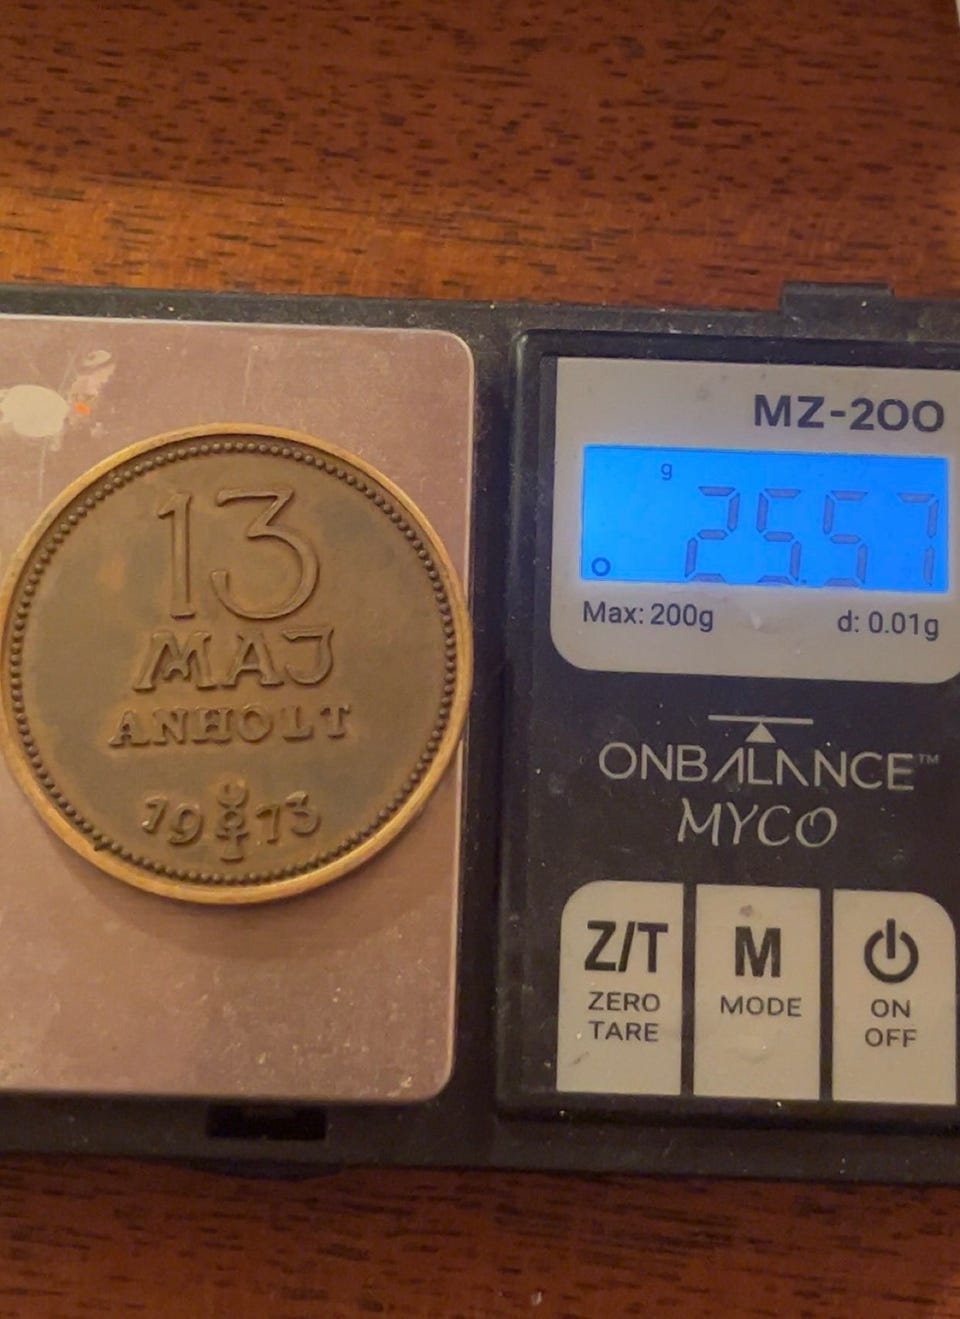 13
MAJ
ANHOLT
1973
MZ-200
g
25.57
Max: 200g d: 0.01g
ONBALANCE™
MYCO
Z/T
ZERO
TARE
M
MODE
ON
OFF